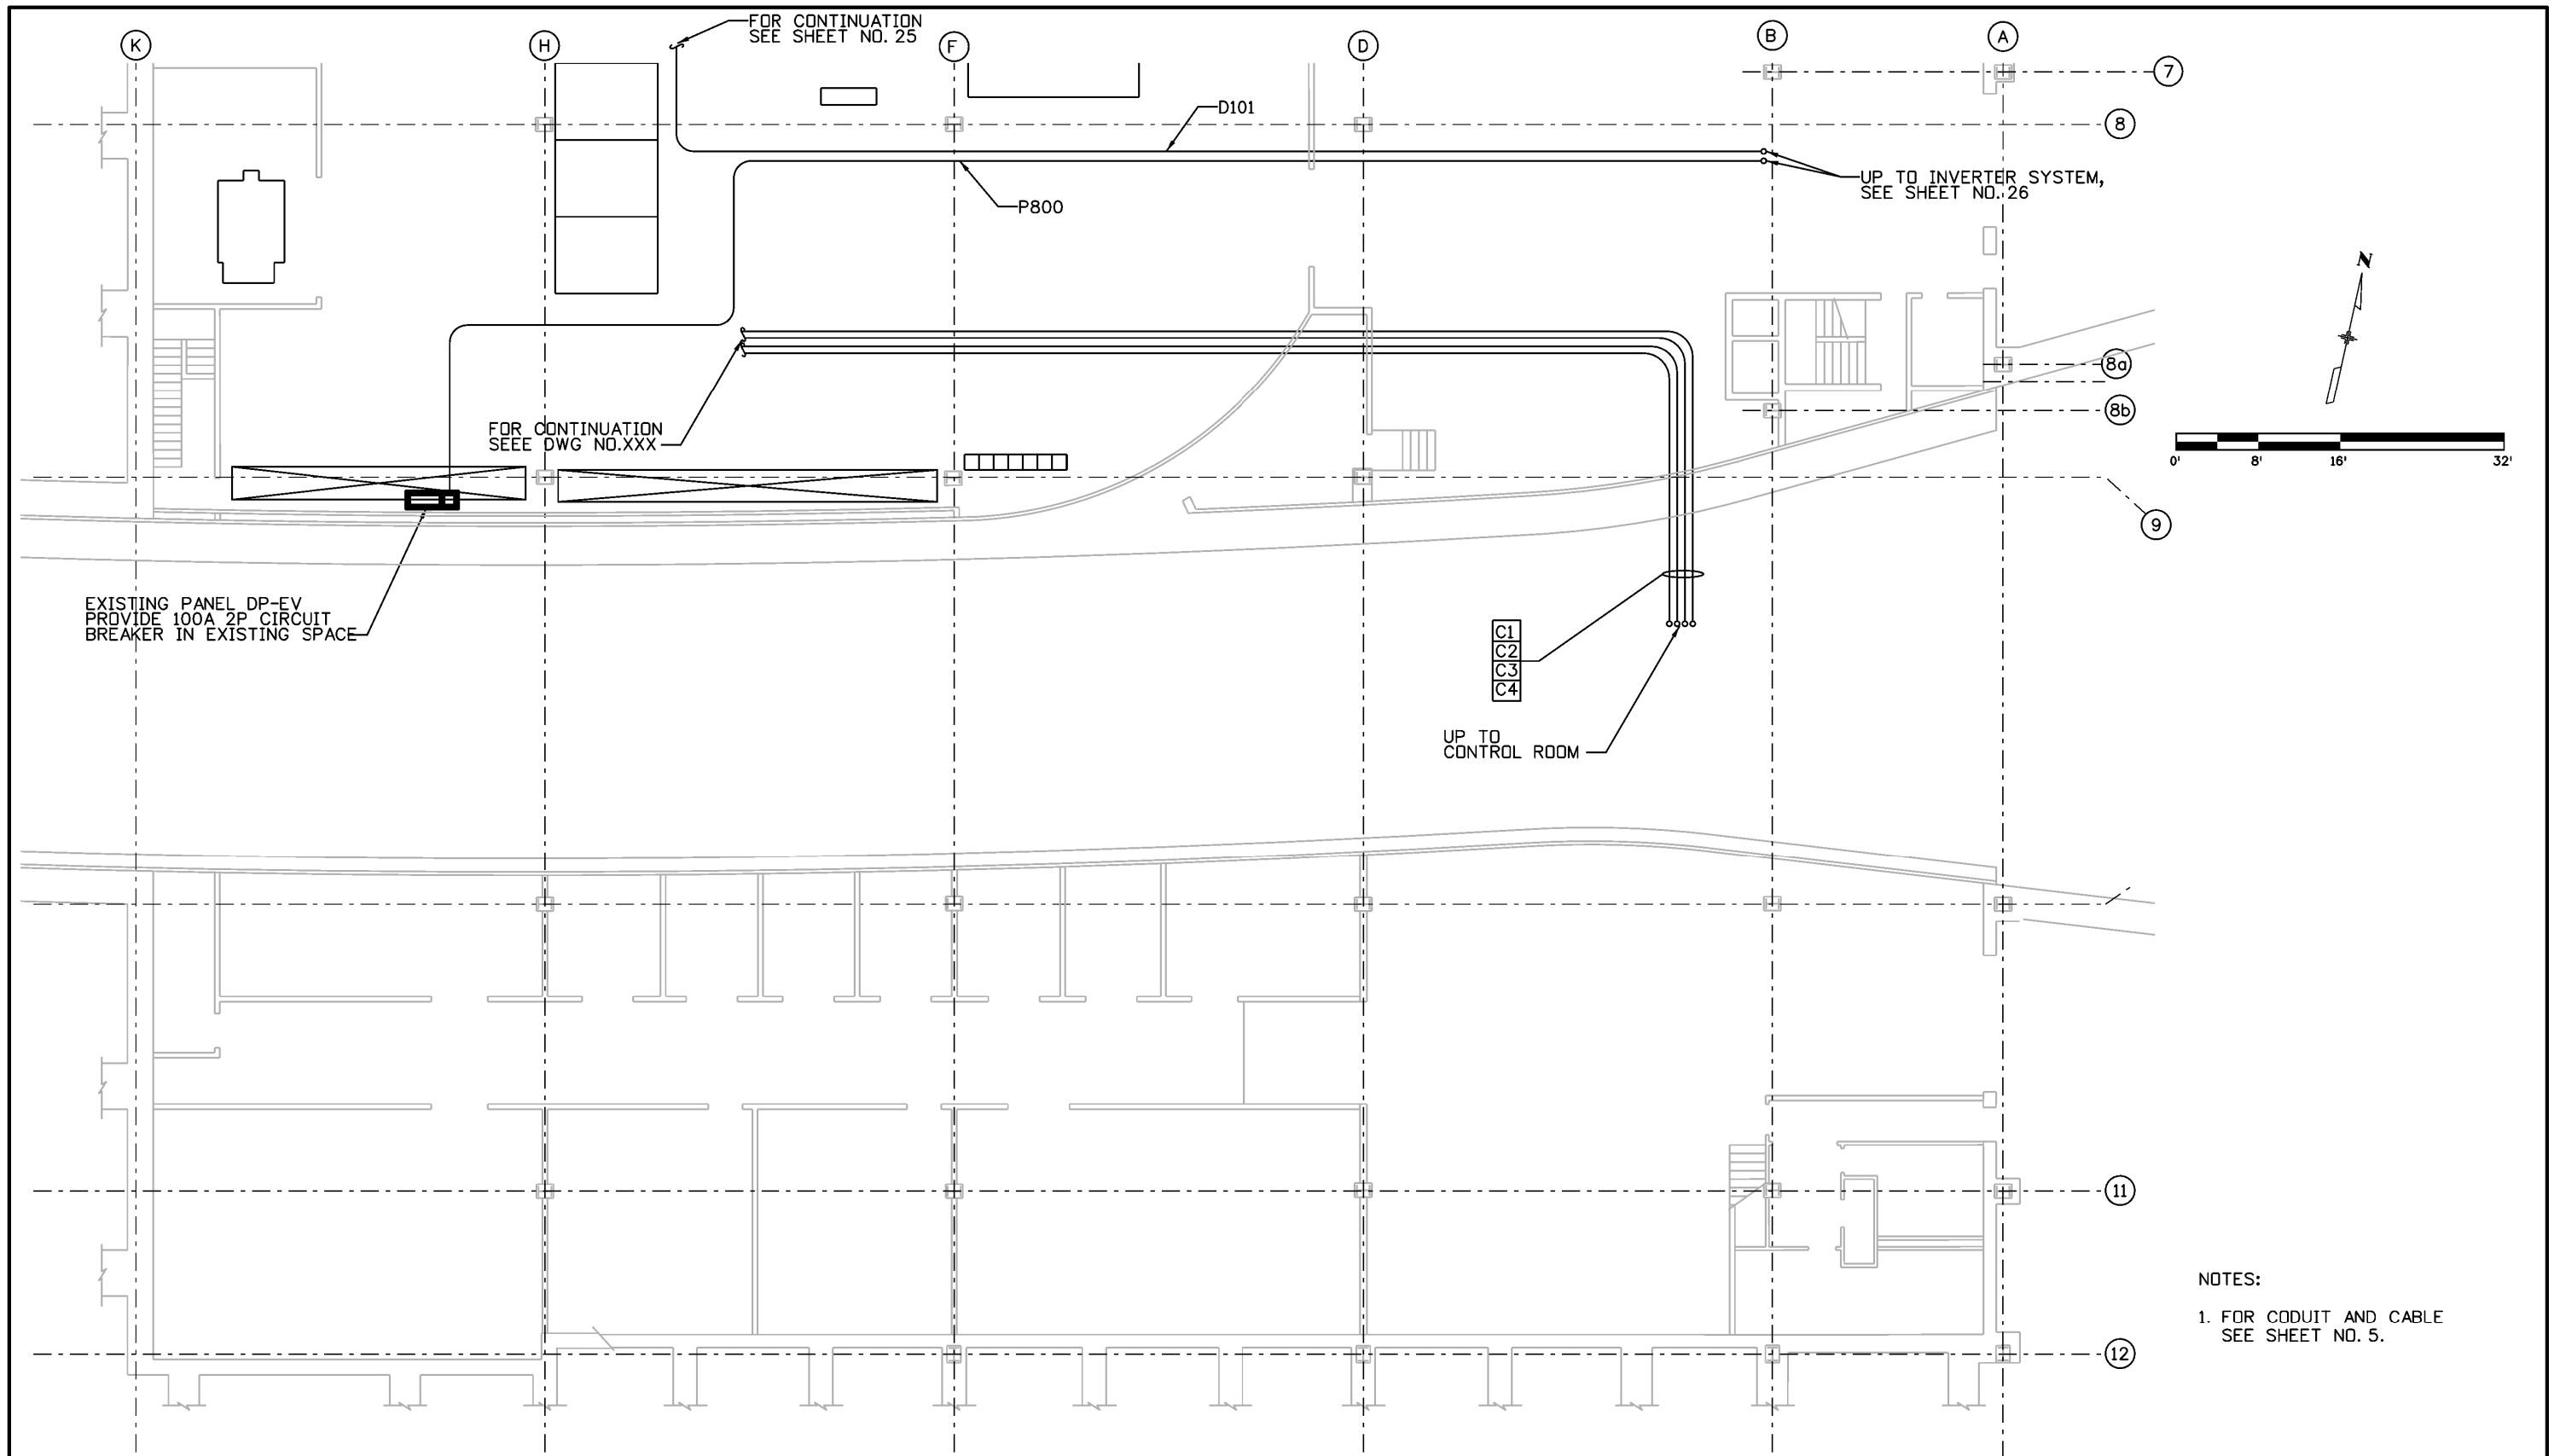 FOR CONTINUATION
SEE SHEET NO. 25
K
H
F
D
B
A
7
8
D101
P800
UP TO INVERTER SYSTEM,
SEE SHEET NO. 26
N
8a
8b
0'
8'
16'
32'
FOR CONTINUATION
SEEE DWG NO.XXX
9
EXISTING PANEL DP-EV
PROVIDE 100A 2P CIRCUIT
BREAKER IN EXISTING SPACE
C1
C2
C3
C4
UP TO
CONTROL ROOM
11
12
NOTES:
1. FOR CODUIT AND CABLE
SEE SHEET NO. 5.